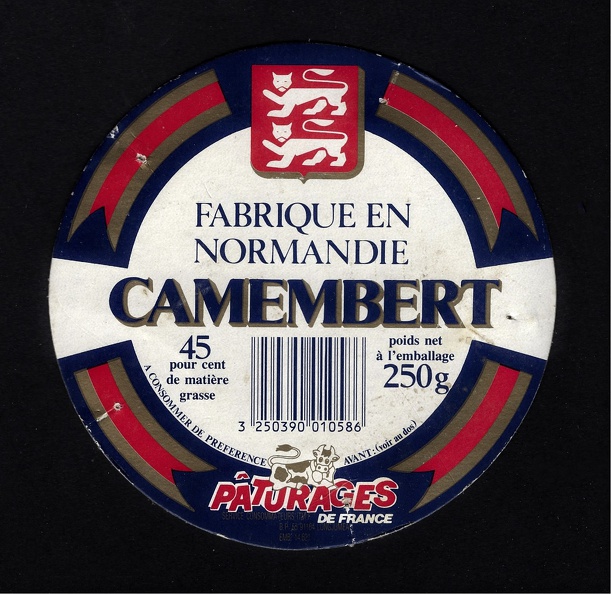 FABRIQUE EN
NORMANDIE
CAMEMBERT
45
pour cent
de matière
grasse
poids net
à l'emballage
250g
3 250390 010586
A CONSOMMER DE PREFERENCE AVANT: (voir au dos)
PÂTURAGES
DE FRANCE